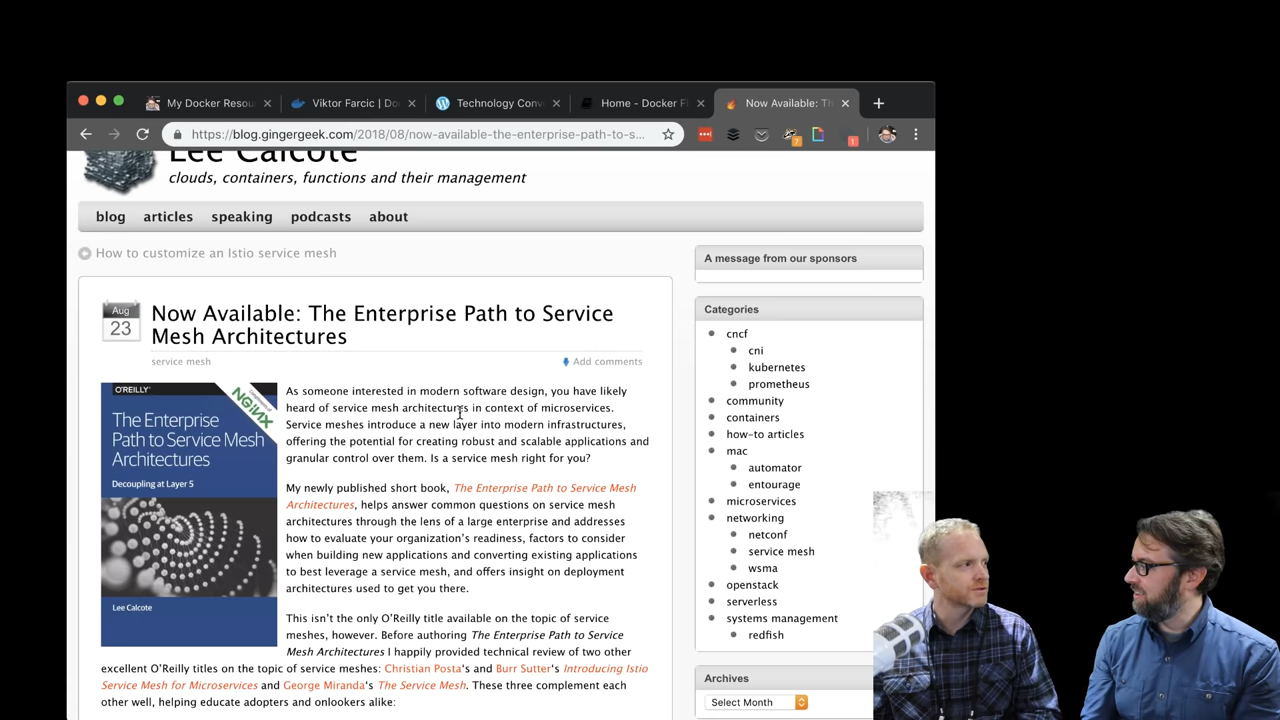 My Docker Resou
Viktor Farcic | Do
Technology Conv
Home - Docker Fl
Now Available: Th
https://blog.gingergeek.com/2018/08/now-available-the-enterprise-path-to-s...
7
1
Lee Calcote
clouds, containers, functions and their management
blog articles speaking podcasts about
How to customize an Istio service mesh
Aug
23
Now Available: The Enterprise Path to Service
Mesh Architectures
service mesh
Add comments
O'REILLY
NGINX
The Enterprise
Path to Service Mesh
Architectures
Decoupling at Layer 5
Lee Calcote
As someone interested in modern software design, you have likely
heard of service mesh architectures in context of microservices.
Service meshes introduce a new layer into modern infrastructures,
offering the potential for creating robust and scalable applications and
granular control over them. Is a service mesh right for you?
My newly published short book, The Enterprise Path to Service Mesh
Architectures, helps answer common questions on service mesh
architectures through the lens of a large enterprise and addresses
how to evaluate your organization's readiness, factors to consider
when building new applications and converting existing applications
to best leverage a service mesh, and offers insight on deployment
architectures used to get you there.
This isn't the only O'Reilly title available on the topic of service
meshes, however. Before authoring The Enterprise Path to Service
Mesh Architectures I happily provided technical review of two other
excellent O'Reilly titles on the topic of service meshes: Christian Posta's and Burr Sutter's Introducing Istio
Service Mesh for Microservices and George Miranda's The Service Mesh. These three complement each
other well, helping educate adopters and onlookers alike:
A message from our sponsors
Categories
cncf
cni
kubernetes
prometheus
community
containers
how-to articles
mac
automator
entourage
microservices
networking
netconf
service mesh
wsma
openstack
serverless
systems management
redfish
Archives
Select Month